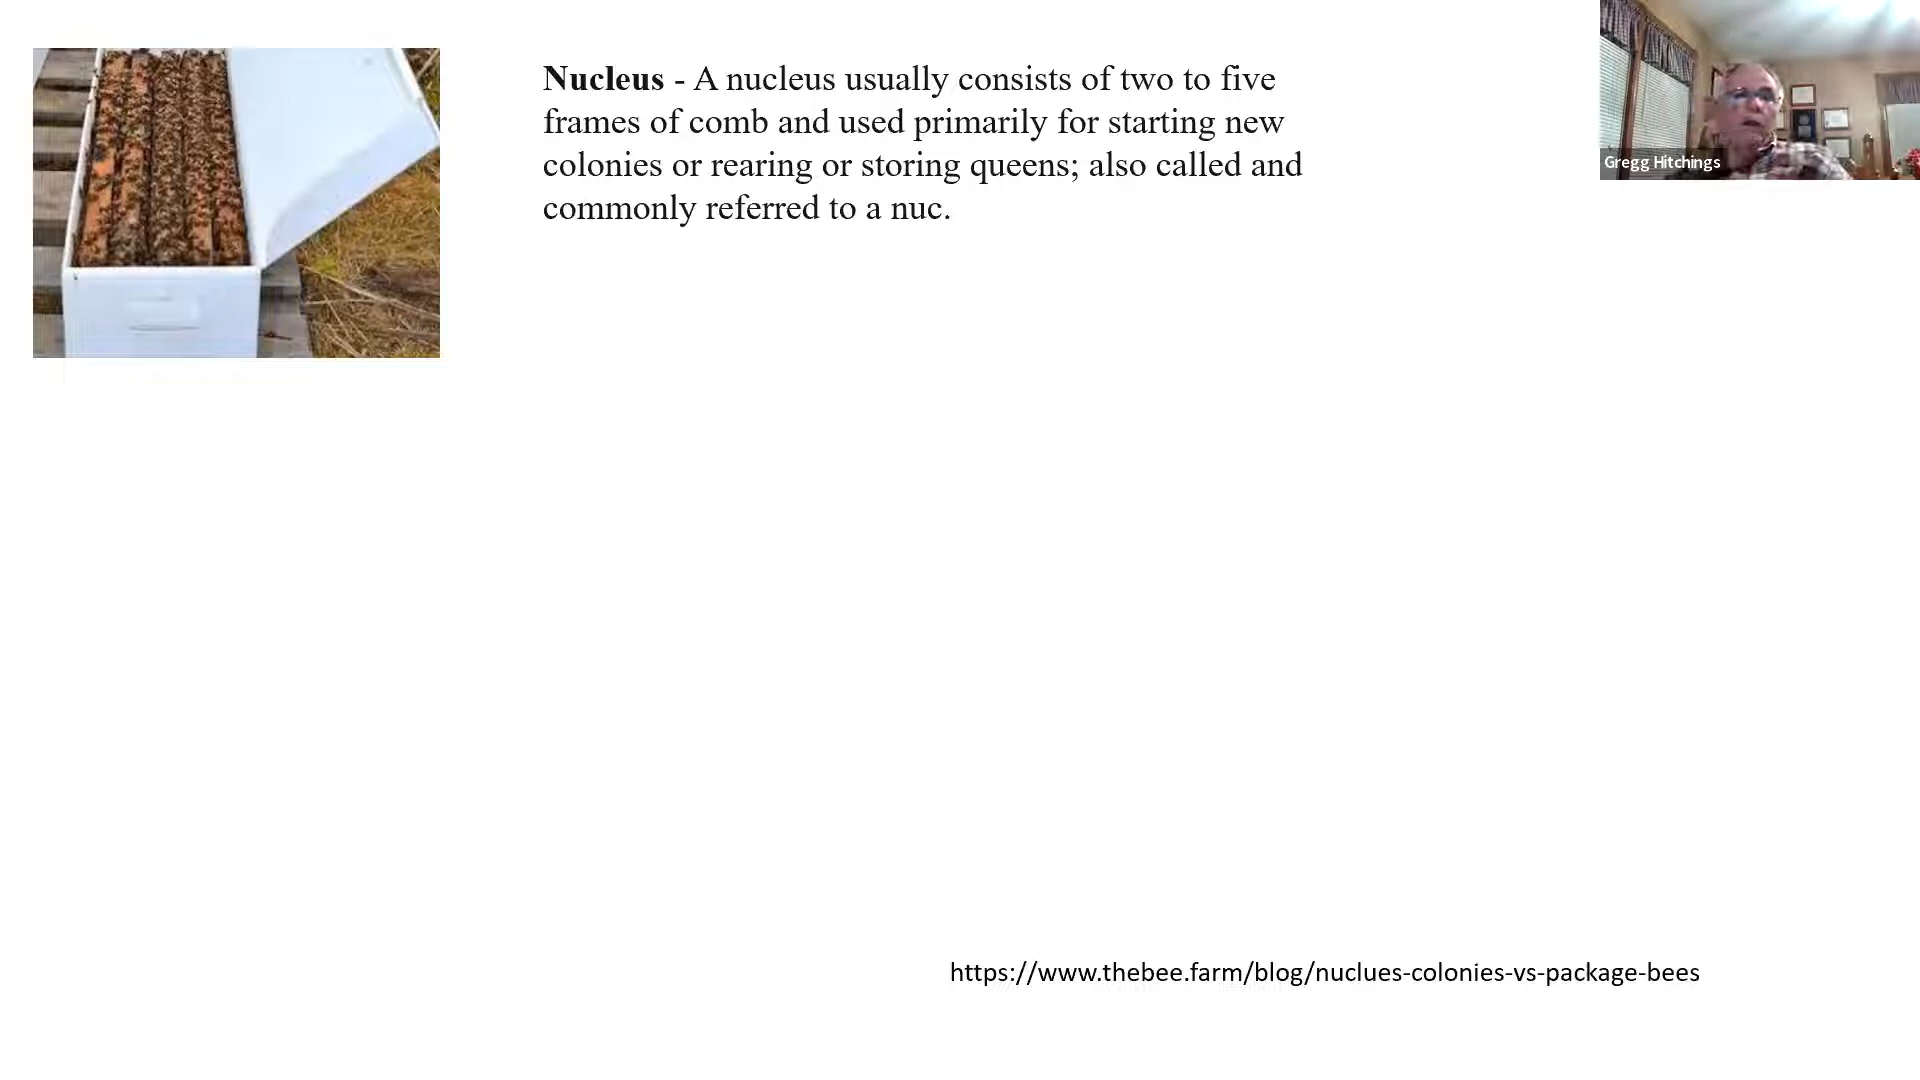 Nucleus - A nucleus usually consists of two to five
frames of comb and used primarily for starting new
colonies or rearing or storing queens; also called and
commonly referred to a nuc.
Gregg Hitchings
https://www.thebee.farm/blog/nuclues-colonies-vs-package-bees